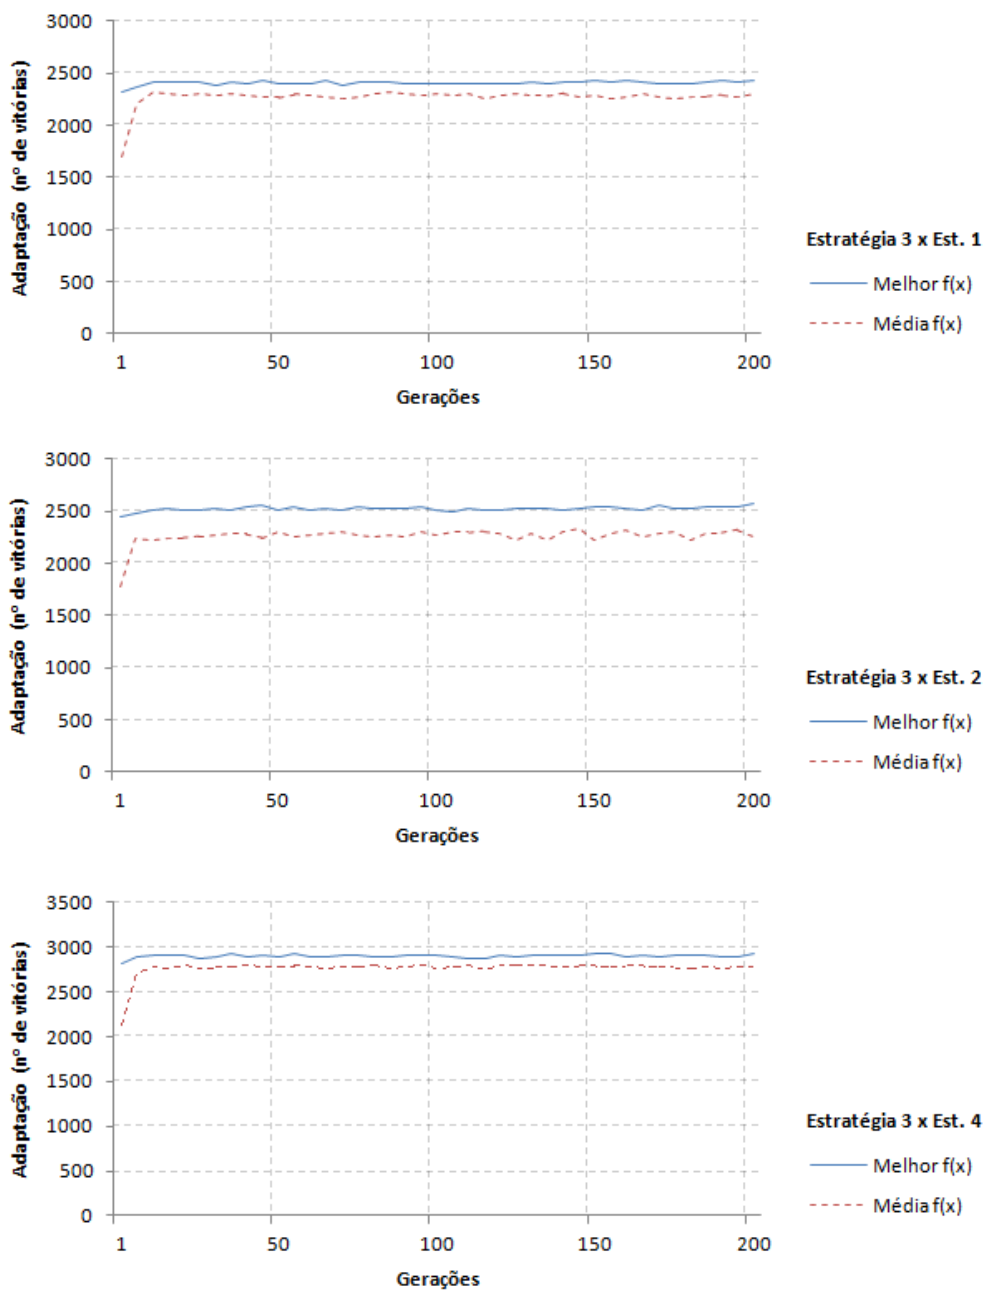 3000
2500
2000
1500
1000
500
0
Adaptação (nº de vitórias)
1 50 100 150 200
Gerações
Estratégia 3 x Est. 1
Melhor f(x)
Média f(x)
3000
2500
2000
1500
1000
500
0
Adaptação (nº de vitórias)
1 50 100 150 200
Gerações
Estratégia 3 x Est. 2
Melhor f(x)
Média f(x)
3500
3000
2500
2000
1500
1000
500
0
Adaptação (nº de vitórias)
1 50 100 150 200
Gerações
Estratégia 3 x Est. 4
Melhor f(x)
Média f(x)